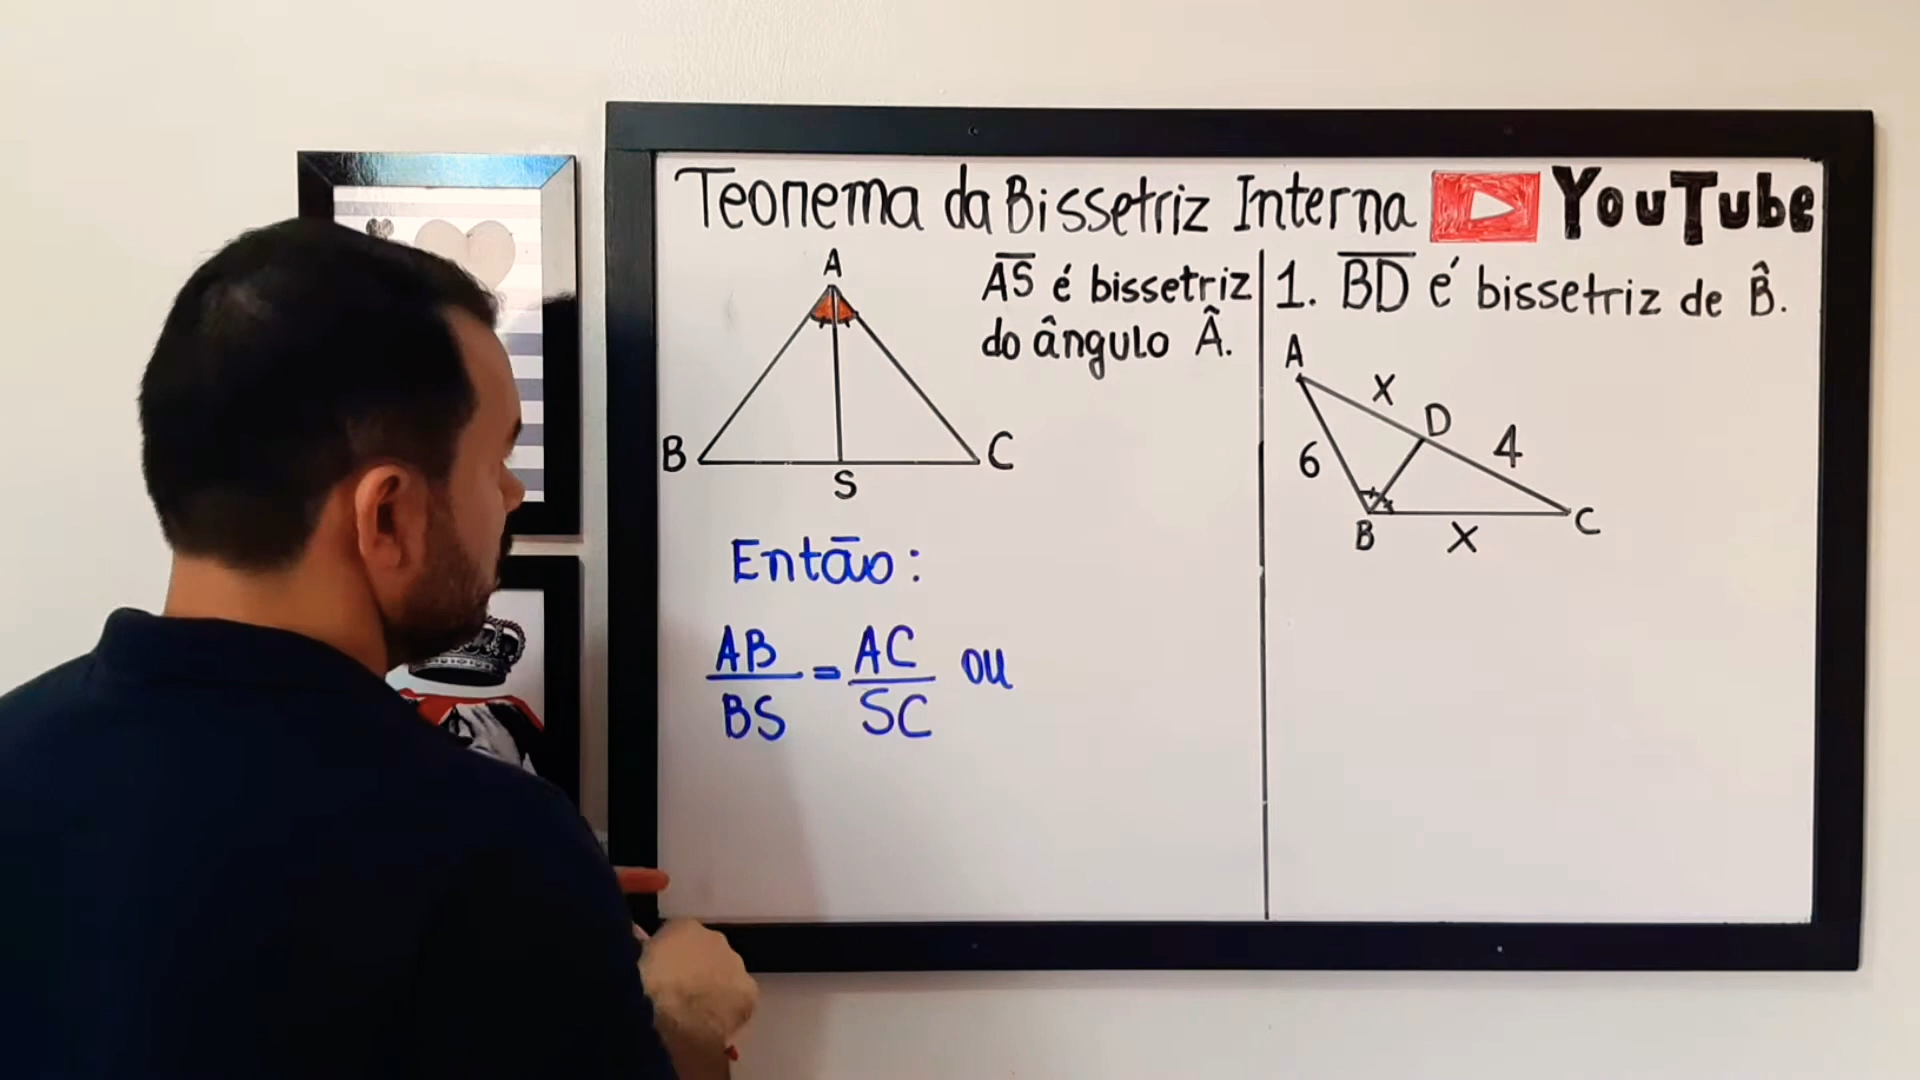 Teorema da Bissetriz Interna YouTube
A
B
S
C
AS é bissetriz
do ângulo Â.
Então:
AB/BS = AC/SC ou
1. BD é bissetriz de B̂.
A
X
D
4
6
B
X
C